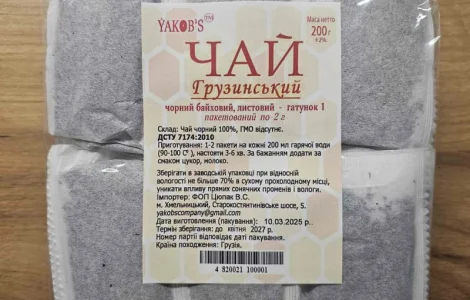 YAKOB'S TM
Маса нетто
200 г
±2%
ЧАЙ
Грузинський
чорний байховий, листовий - гатунок 1
пакетований по 2 г
Склад: Чай чорний 100%, ГМО відсутнє.
ДСТУ 7174:2010
Приготування: 1-2 пакети на кожні 200 мл гарячої води
(90-100 С°), настояти 3-6 хв. За бажанням додати за
смаком цукор, молоко.
Зберігати в заводській упаковці при відносній
вологості не більше 70% в сухому прохолодному місці,
уникати впливу прямих сонячних променів і вологи.
Імпортер: ФОП Цюпак В.С.
м. Хмельницький, Старокостянтинівське шосе, 5.
yakobscompany@gmail.com
Дата виготовлення (пакування): 10.03.2025 р..
Термін зберігання: до квітня 2027 р.
Номер партії відповідає даті пакування.
Країна походження: Грузія.
4 820021 100001